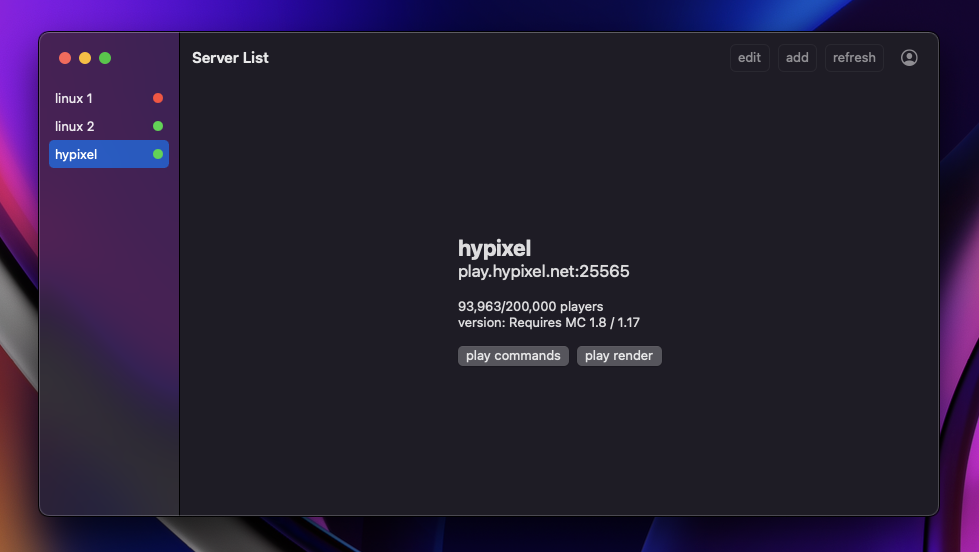 Server List
edit
add
refresh
linux 1
linux 2
hypixel
hypixel
play.hypixel.net:25565
93,963/200,000 players
version: Requires MC 1.8 / 1.17
play commands
play render